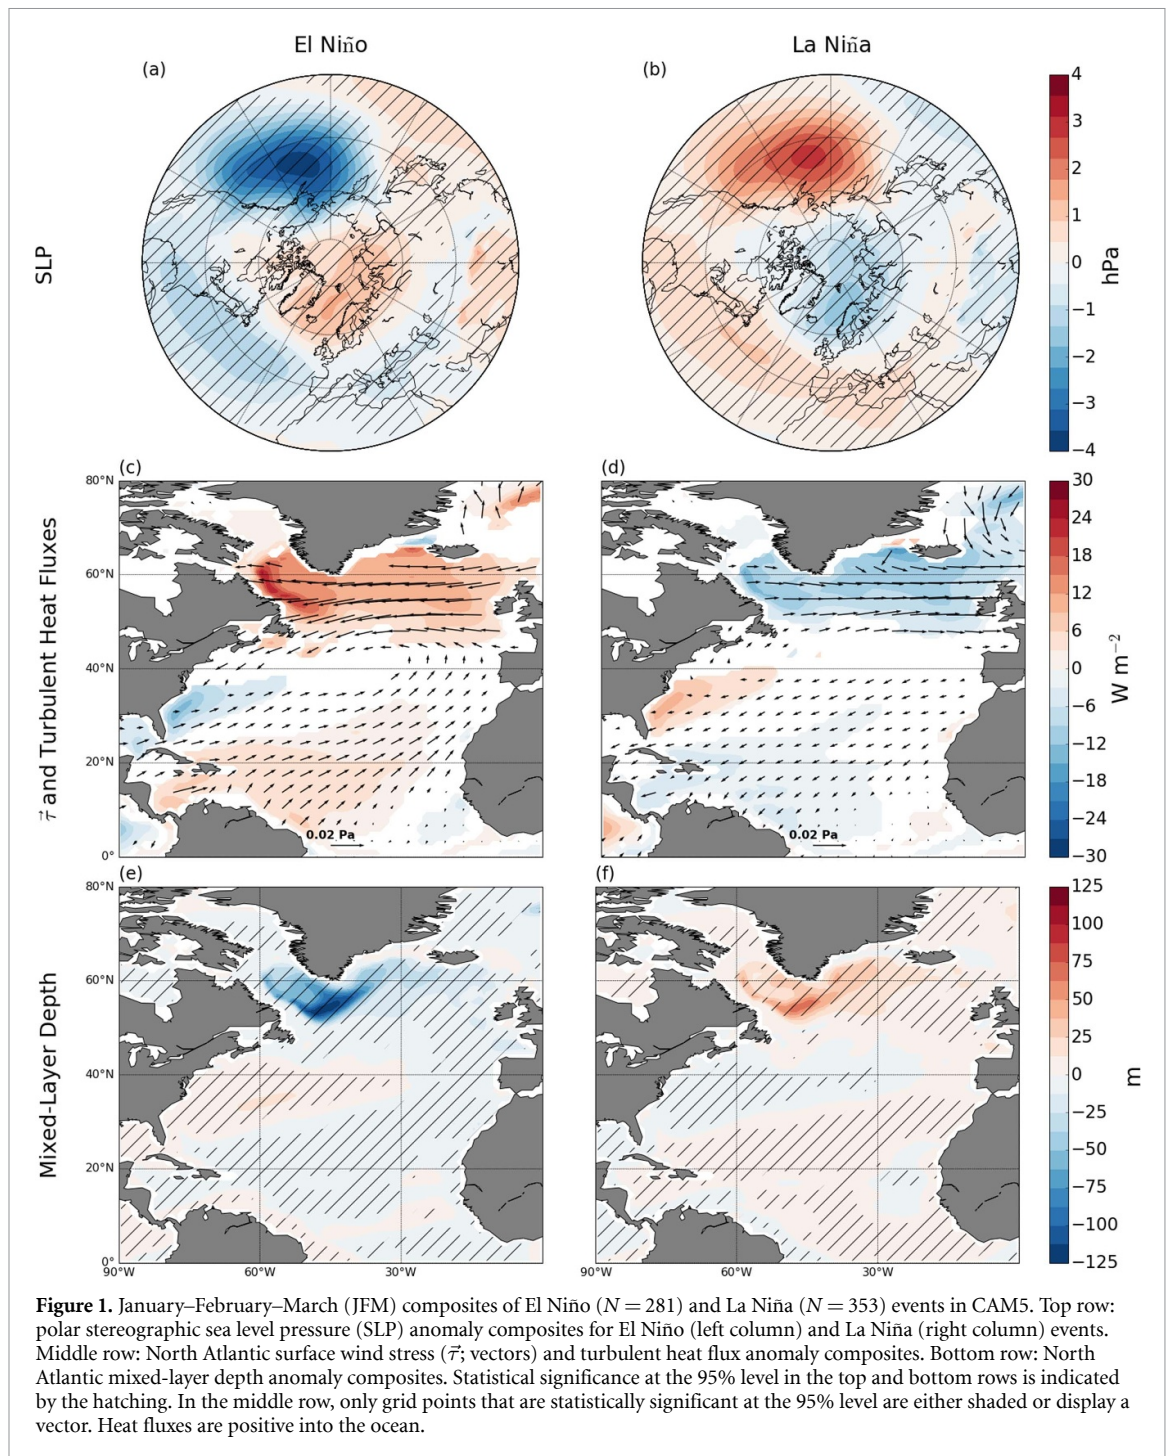 El Niño
La Niña
(a)
(b)
SLP
4
3
2
1
0
−1
−2
−3
−4
hPa
(c)
(d)
80°N
60°N
40°N
20°N
0°
0.02 Pa
0.02 Pa
τ⃗ and Turbulent Heat Fluxes
30
24
18
12
6
0
−6
−12
−18
−24
−30
W m⁻²
(e)
(f)
80°N
60°N
40°N
20°N
0°
90°W
60°W
30°W
90°W
60°W
30°W
Mixed-Layer Depth
125
100
75
50
25
0
−25
−50
−75
−100
−125
m
Figure 1. January–February–March (JFM) composites of El Niño (N = 281) and La Niña (N = 353) events in CAM5. Top row:
polar stereographic sea level pressure (SLP) anomaly composites for El Niño (left column) and La Niña (right column) events.
Middle row: North Atlantic surface wind stress (τ⃗; vectors) and turbulent heat flux anomaly composites. Bottom row: North
Atlantic mixed-layer depth anomaly composites. Statistical significance at the 95% level in the top and bottom rows is indicated
by the hatching. In the middle row, only grid points that are statistically significant at the 95% level are either shaded or display a
vector. Heat fluxes are positive into the ocean.